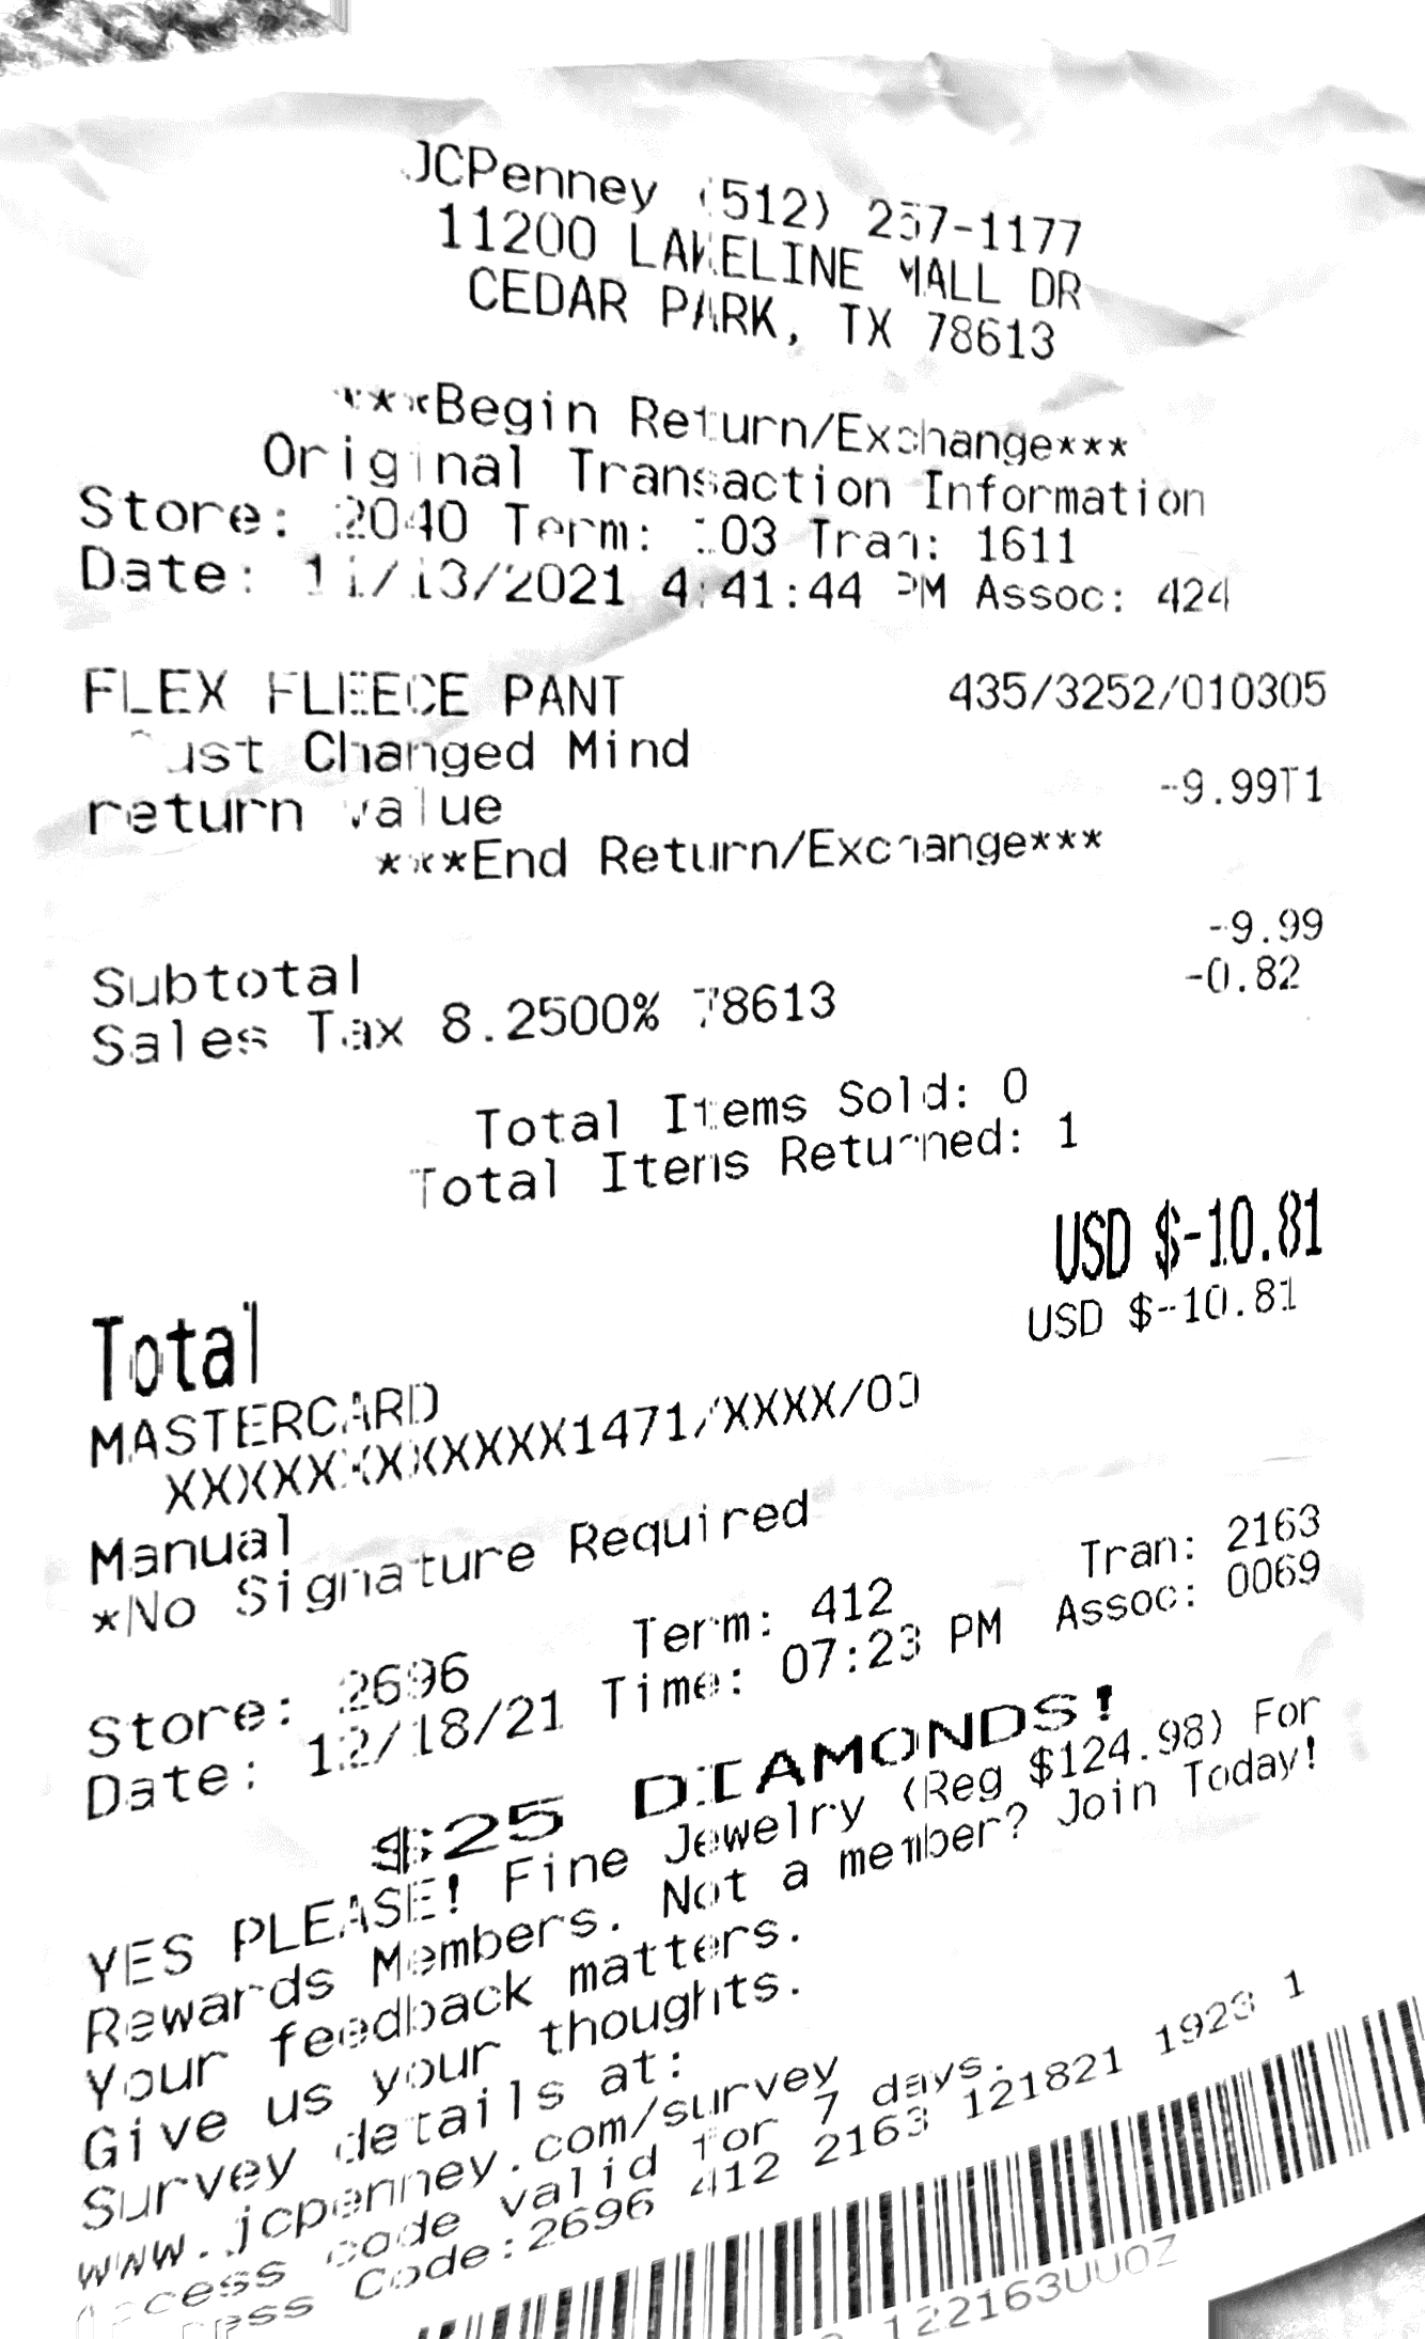 JCPenney (512) 257-1177
11200 LAKELINE MALL DR
CEDAR PARK, TX 78613
***Begin Return/Exchange***
Original Transaction Information
Store: 2040 Term: 103 Tran: 1611
Date: 11/13/2021 4:41:44 PM Assoc: 424
FLEX FLEECE PANT 435/3252/010305
Just Changed Mind
return value -9.99T1
***End Return/Exchange***
Subtotal -9.99
Sales Tax 8.2500% 78613 -0.82
Total Items Sold: 0
Total Items Returned: 1
Total USD $-10.81
MASTERCARD USD $-10.81
XXXXXXXXXXXX1471/XXXX/00
Manual
*No Signature Required
Store: 2696 Term: 412 Tran: 2163
Date: 12/18/21 Time: 07:23 PM Assoc: 0069
$25 DIAMONDS!
YES PLEASE! Fine Jewelry (Reg $124.98) For
Rewards Members. Not a member? Join Today!
Your feedback matters.
Give us your thoughts.
Survey details at:
www.jcpenney.com/survey
Access code valid for 7 days.
Access Code:2696 412 2163 121821 1923 1